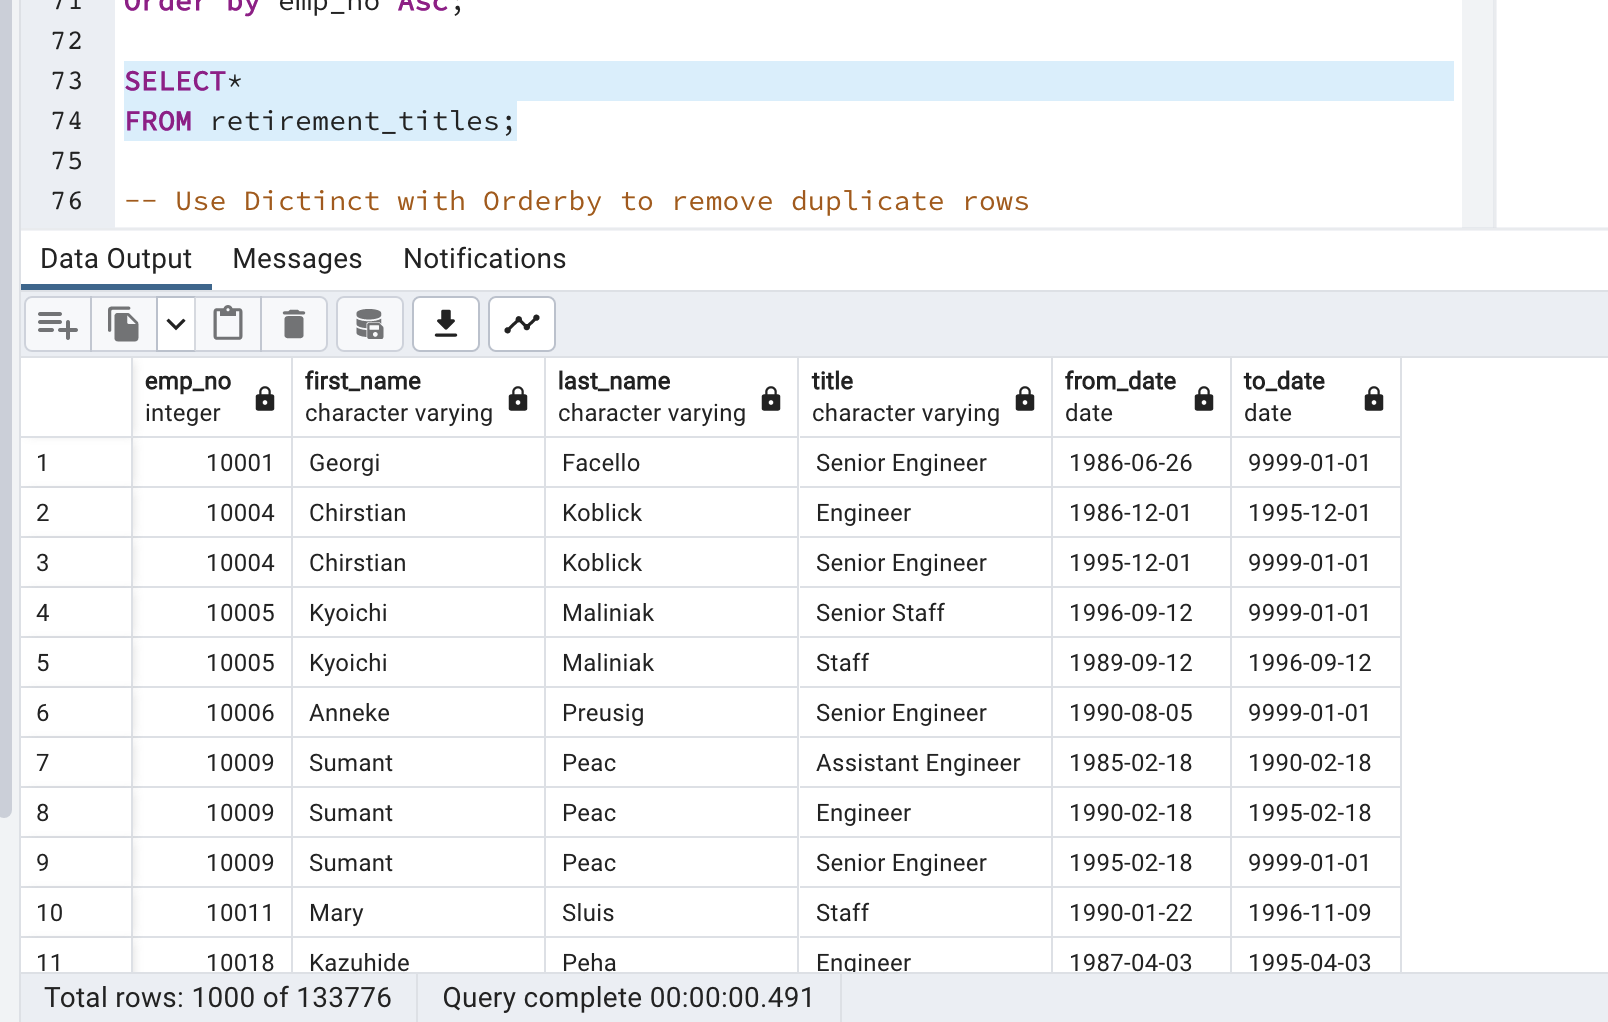 71 Order by emp_no Asc;
72
73 SELECT*
74 FROM retirement_titles;
75
76 -- Use Dictinct with Orderby to remove duplicate rows
Data Output Messages Notifications
emp_no first_name last_name title from_date to_date
integer character varying character varying character varying date date
1 10001 Georgi Facello Senior Engineer 1986-06-26 9999-01-01
2 10004 Chirstian Koblick Engineer 1986-12-01 1995-12-01
3 10004 Chirstian Koblick Senior Engineer 1995-12-01 9999-01-01
4 10005 Kyoichi Maliniak Senior Staff 1996-09-12 9999-01-01
5 10005 Kyoichi Maliniak Staff 1989-09-12 1996-09-12
6 10006 Anneke Preusig Senior Engineer 1990-08-05 9999-01-01
7 10009 Sumant Peac Assistant Engineer 1985-02-18 1990-02-18
8 10009 Sumant Peac Engineer 1990-02-18 1995-02-18
9 10009 Sumant Peac Senior Engineer 1995-02-18 9999-01-01
10 10011 Mary Sluis Staff 1990-01-22 1996-11-09
11 10018 Kazuhide Peha Engineer 1987-04-03 1995-04-03
Total rows: 1000 of 133776 Query complete 00:00:00.491